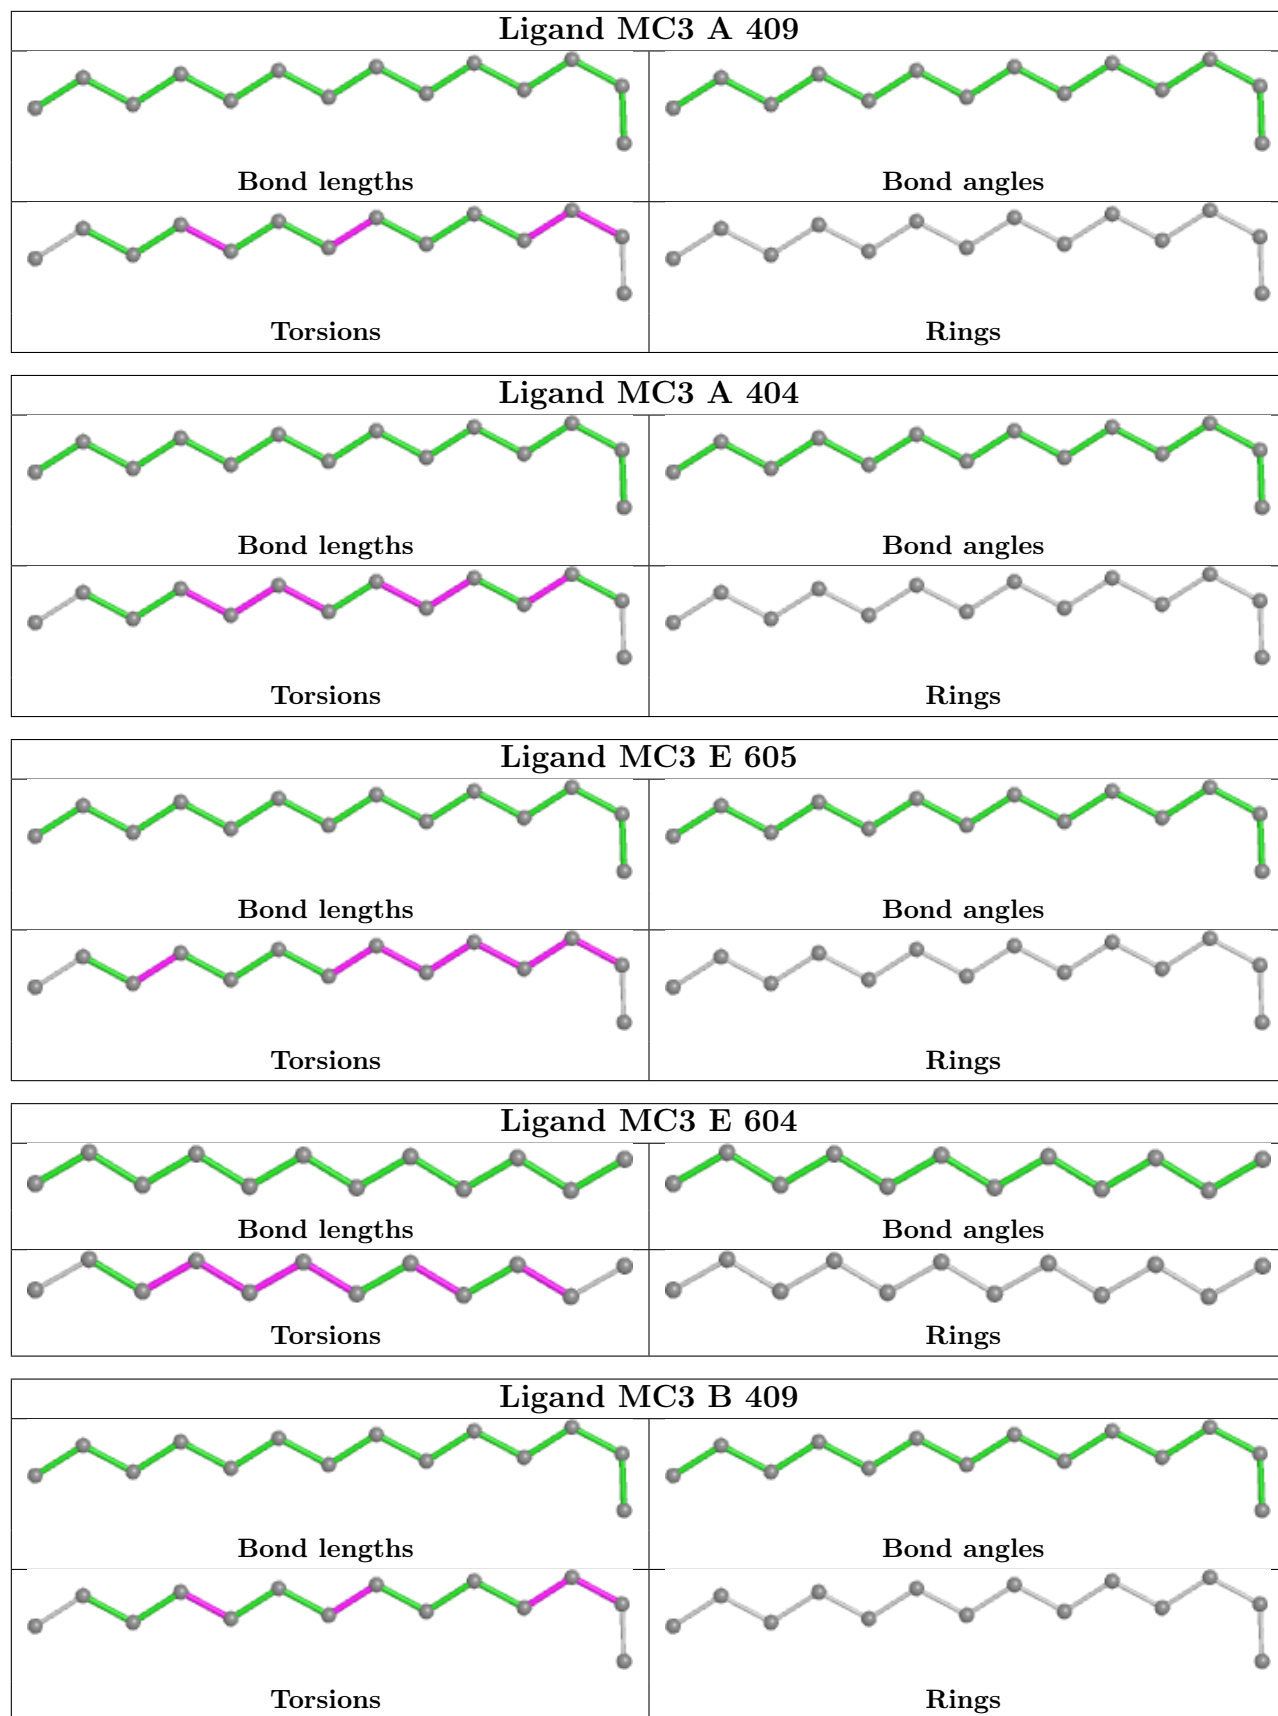 Ligand MC3 A 409
Bond lengths
Bond angles
Torsions
Rings
Ligand MC3 A 404
Bond lengths
Bond angles
Torsions
Rings
Ligand MC3 E 605
Bond lengths
Bond angles
Torsions
Rings
Ligand MC3 E 604
Bond lengths
Bond angles
Torsions
Rings
Ligand MC3 B 409
Bond lengths
Bond angles
Torsions
Rings